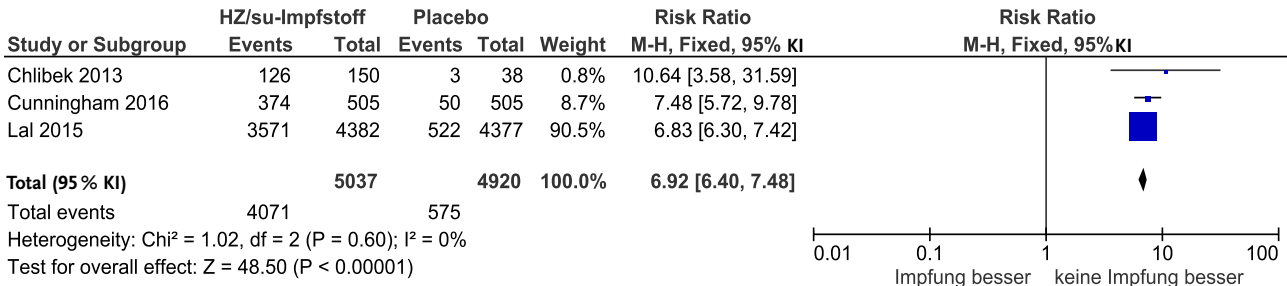 HZ/su-Impfstoff Placebo Risk Ratio Risk Ratio
Study or Subgroup Events Total Events Total Weight M-H, Fixed, 95% KI M-H, Fixed, 95% KI
Chlibek 2013 126 150 3 38 0.8% 10.64 [3.58, 31.59]
Cunningham 2016 374 505 50 505 8.7% 7.48 [5.72, 9.78]
Lal 2015 3571 4382 522 4377 90.5% 6.83 [6.30, 7.42]
Total (95% KI) 5037 4920 100.0% 6.92 [6.40, 7.48]
Total events 4071 575
Heterogeneity: Chi² = 1.02, df = 2 (P = 0.60); I² = 0%
Test for overall effect: Z = 48.50 (P < 0.00001)
0.01 0.1 1 10 100
Impfung besser keine Impfung besser